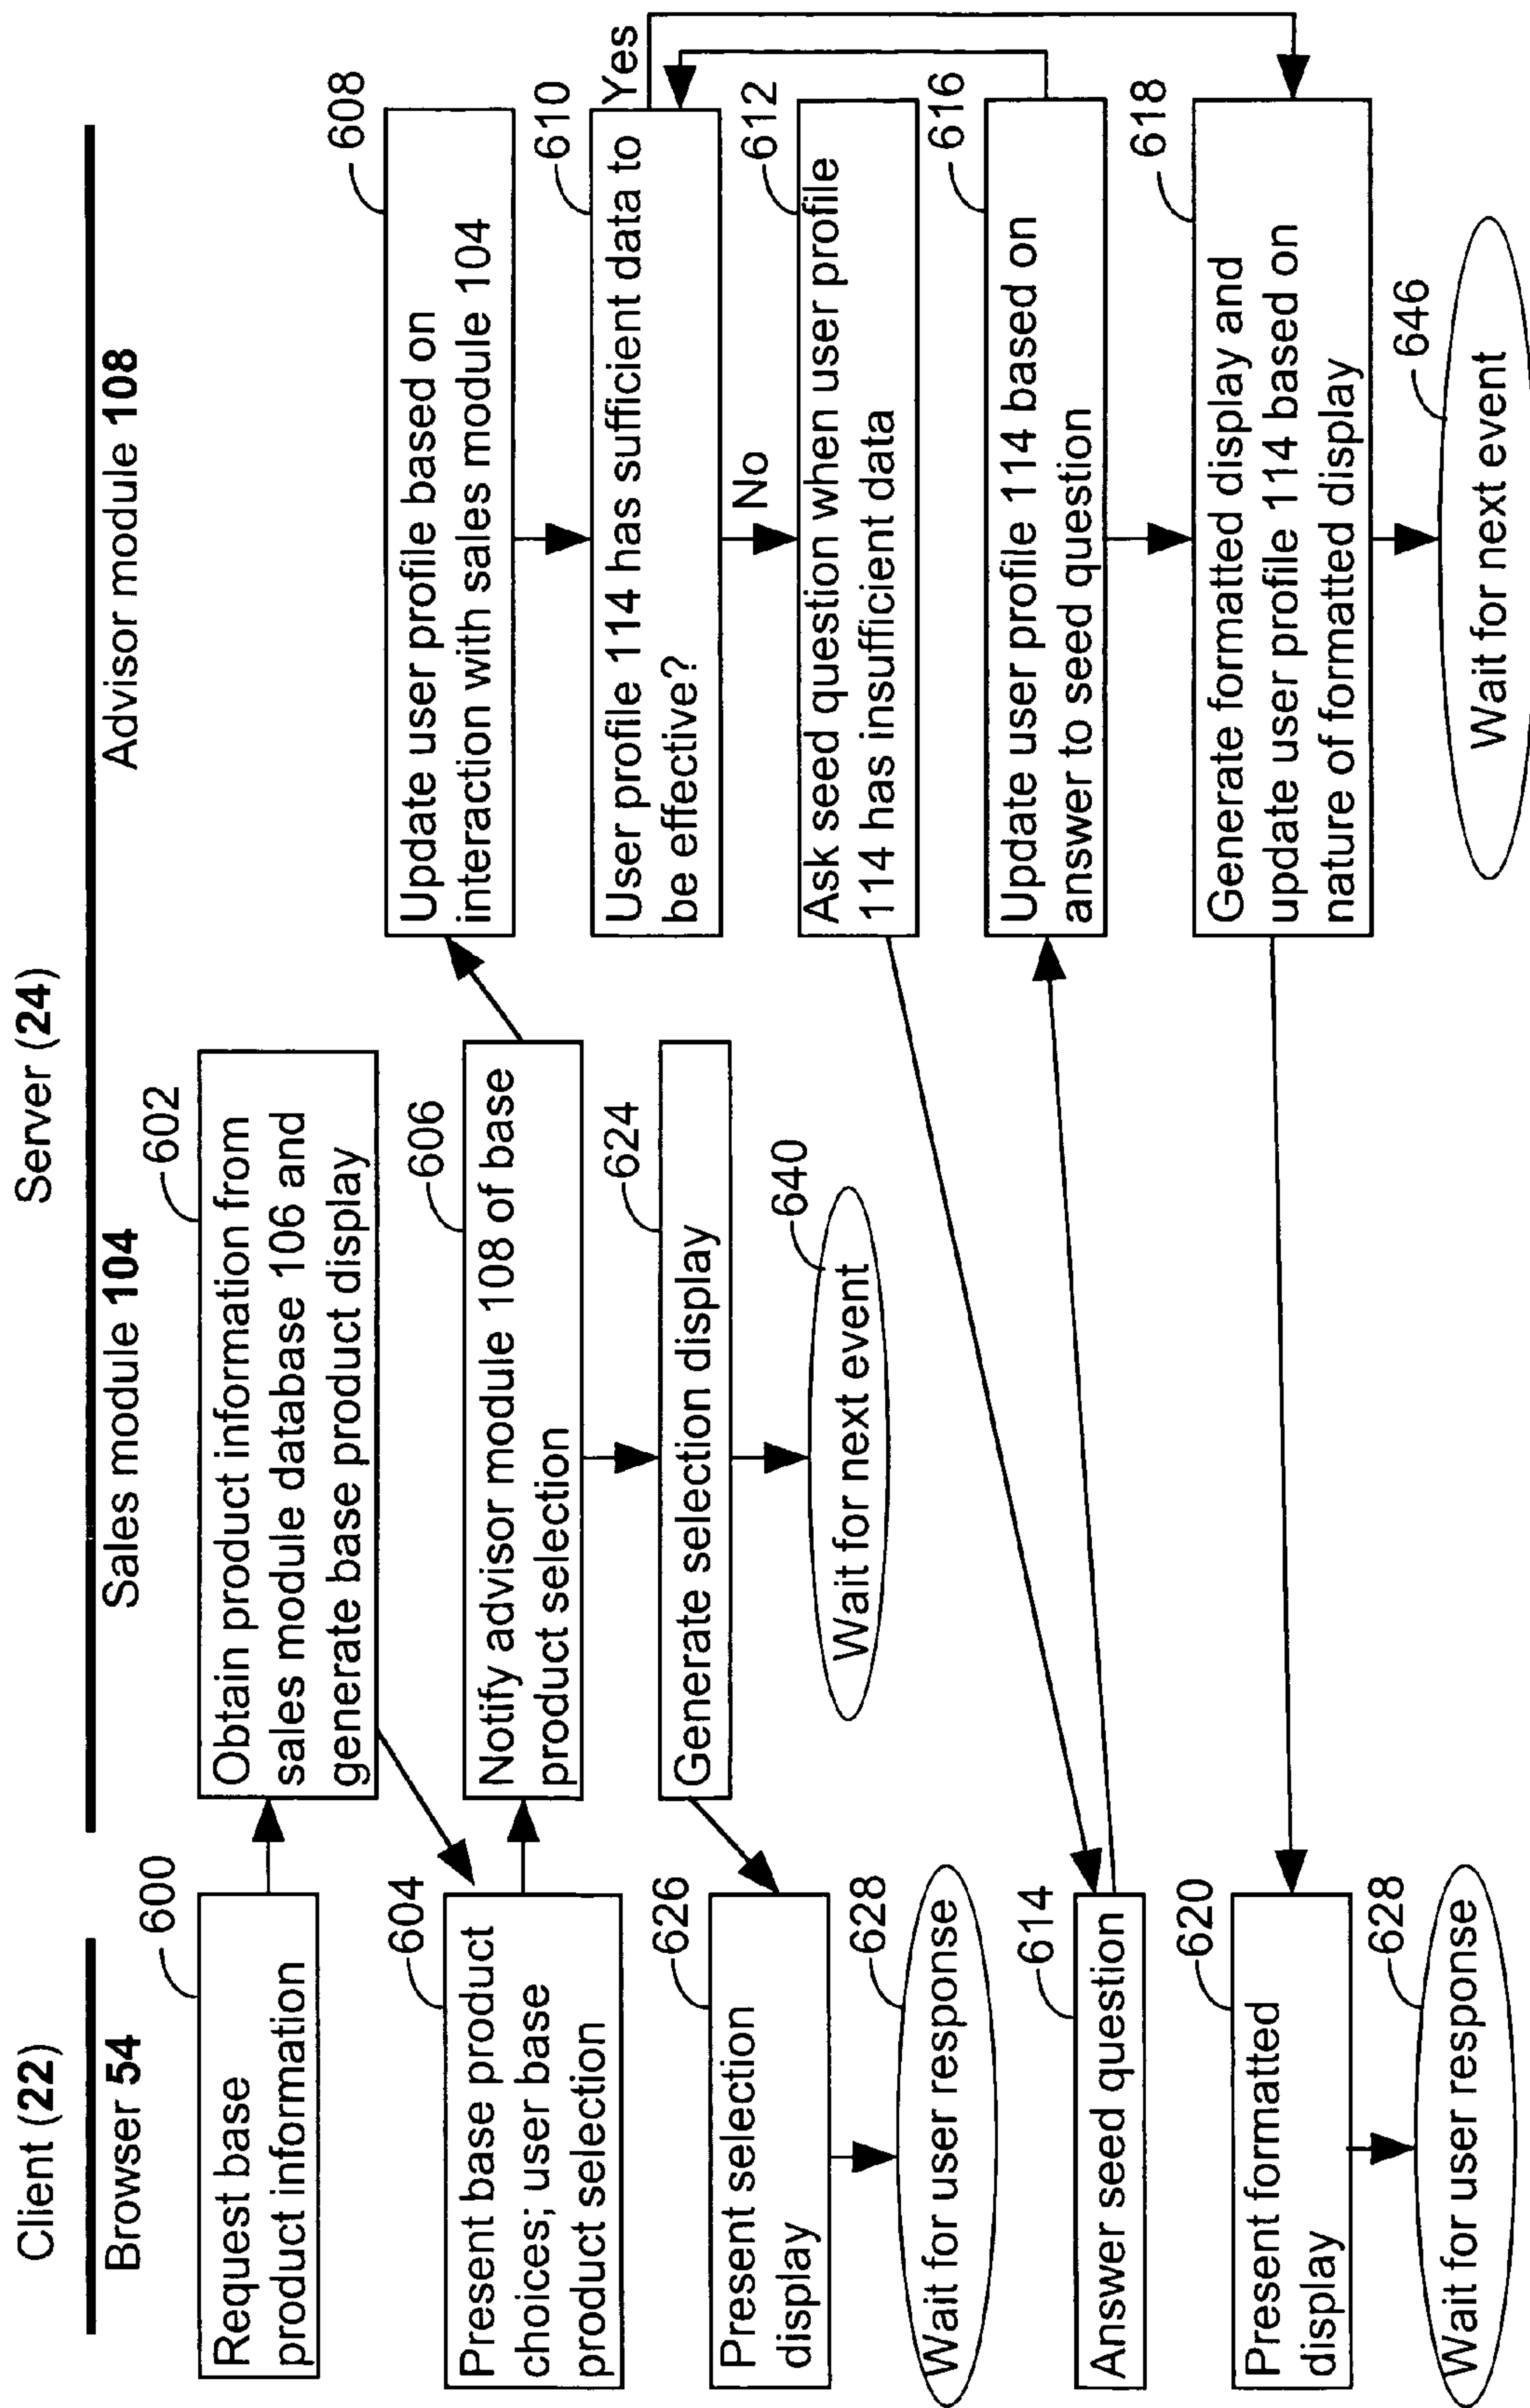 Client (22)
Server (24)
Browser 54
Sales module 104
Advisor module 108
600
Request base
product information
602
Obtain product information from
sales module database 106 and
generate base product display
604
Present base product
choices; user base
product selection
606
Notify advisor module 108 of base
product selection
608
Update user profile based on
interaction with sales module 104
610
User profile 114 has sufficient data to
be effective?
Yes
No
612
Ask seed question when user profile
114 has insufficient data
624
Generate selection display
626
Present selection
display
628
Wait for user response
640
Wait for next event
614
Answer seed question
616
Update user profile 114 based on
answer to seed question
618
Generate formatted display and
update user profile 114 based on
nature of formatted display
620
Present formatted
display
628
Wait for user response
646
Wait for next event